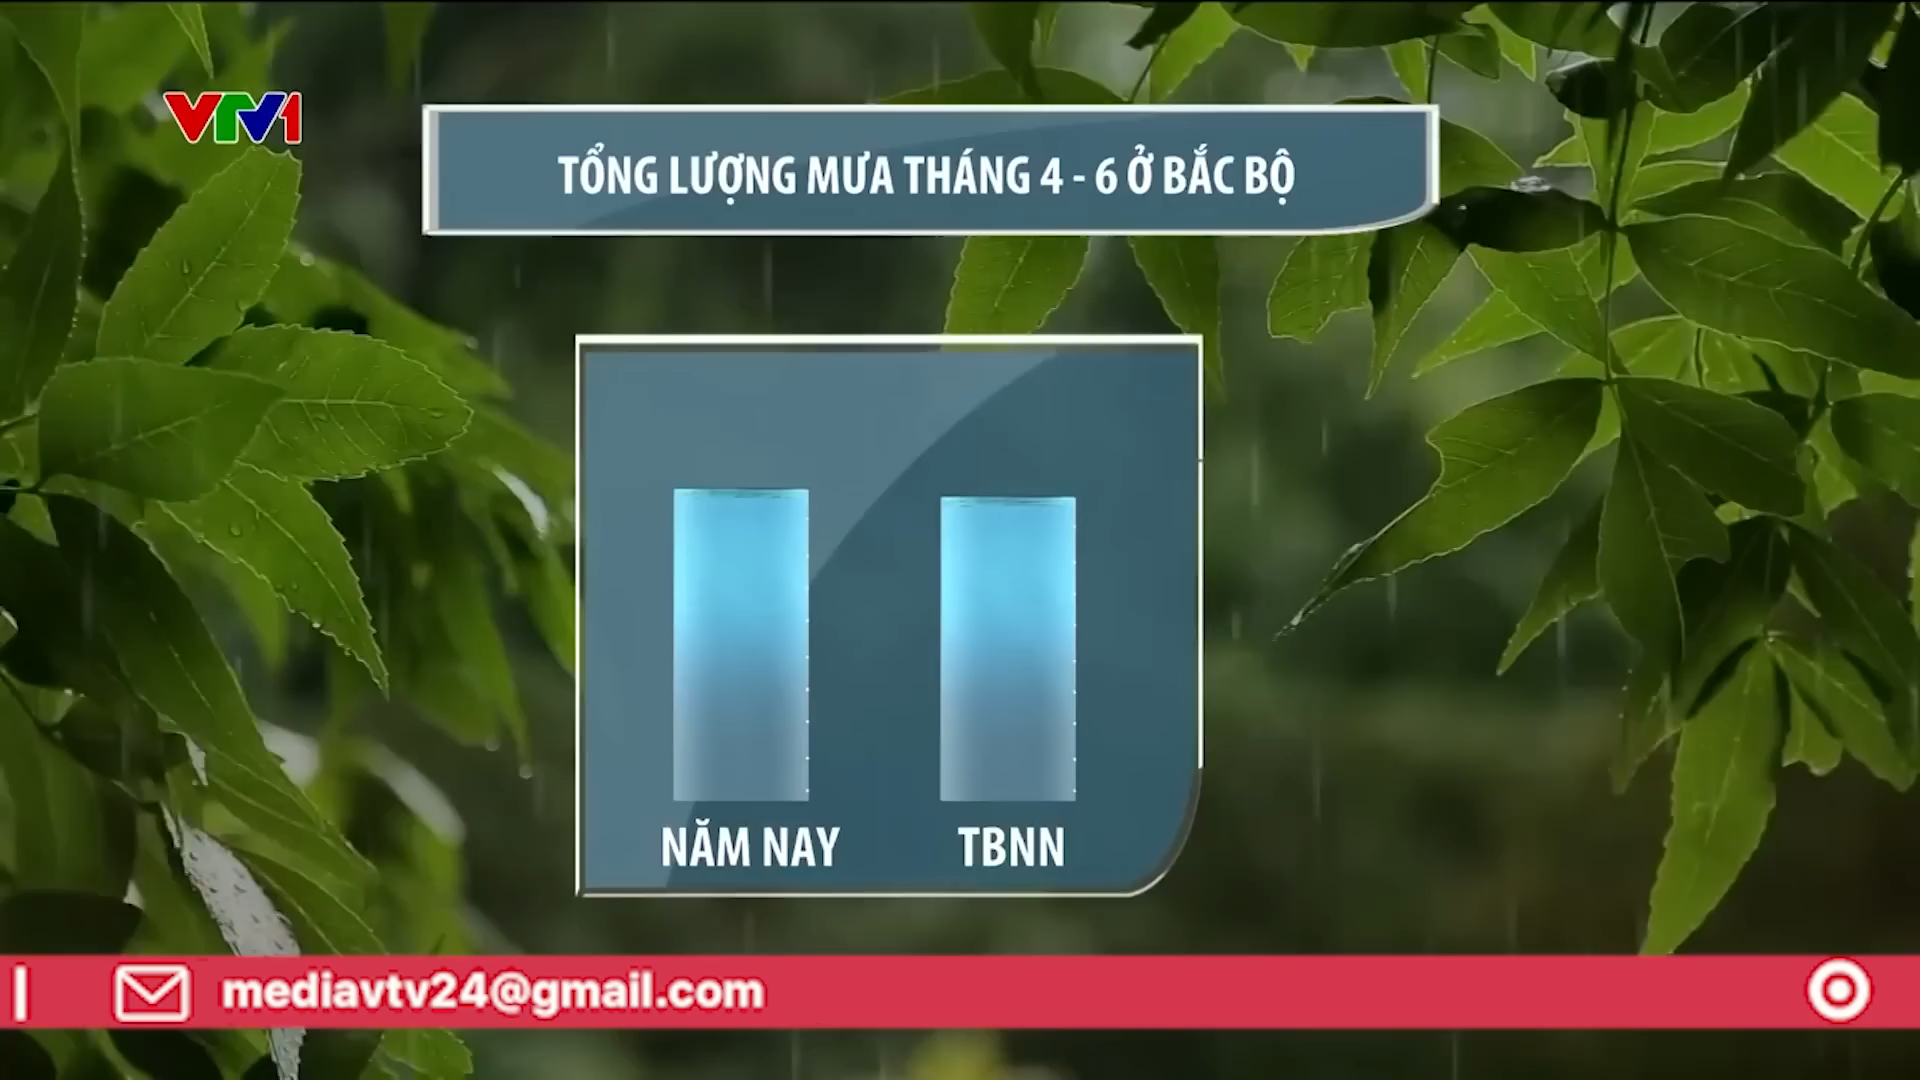 VTV1
TỔNG LƯỢNG MƯA THÁNG 4 - 6 Ở BẮC BỘ
NĂM NAY
TBNN
mediavtv24@gmail.com